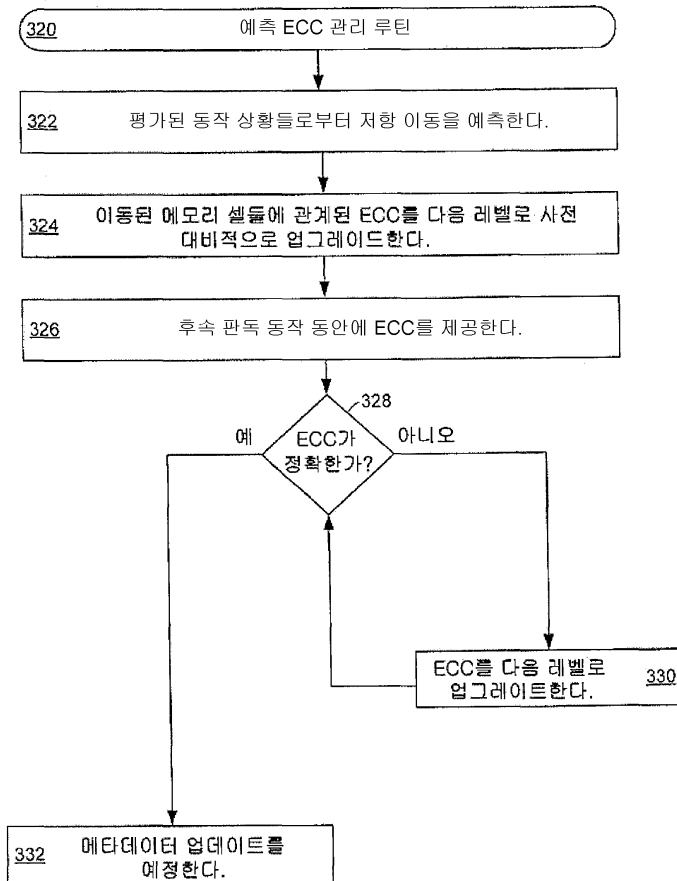 320 예측 ECC 관리 루틴
322 평가된 동작 상황들로부터 저항 이동을 예측한다.
324 이동된 메모리 셀들에 관계된 ECC를 다음 레벨로 사전
대비적으로 업그레이드한다.
326 후속 판독 동작 동안에 ECC를 제공한다.
328
예 ECC가 아니오
정확한가?
ECC를 다음 레벨로
업그레이트한다. 330
332 메타데이터 업데이트를
예정한다.